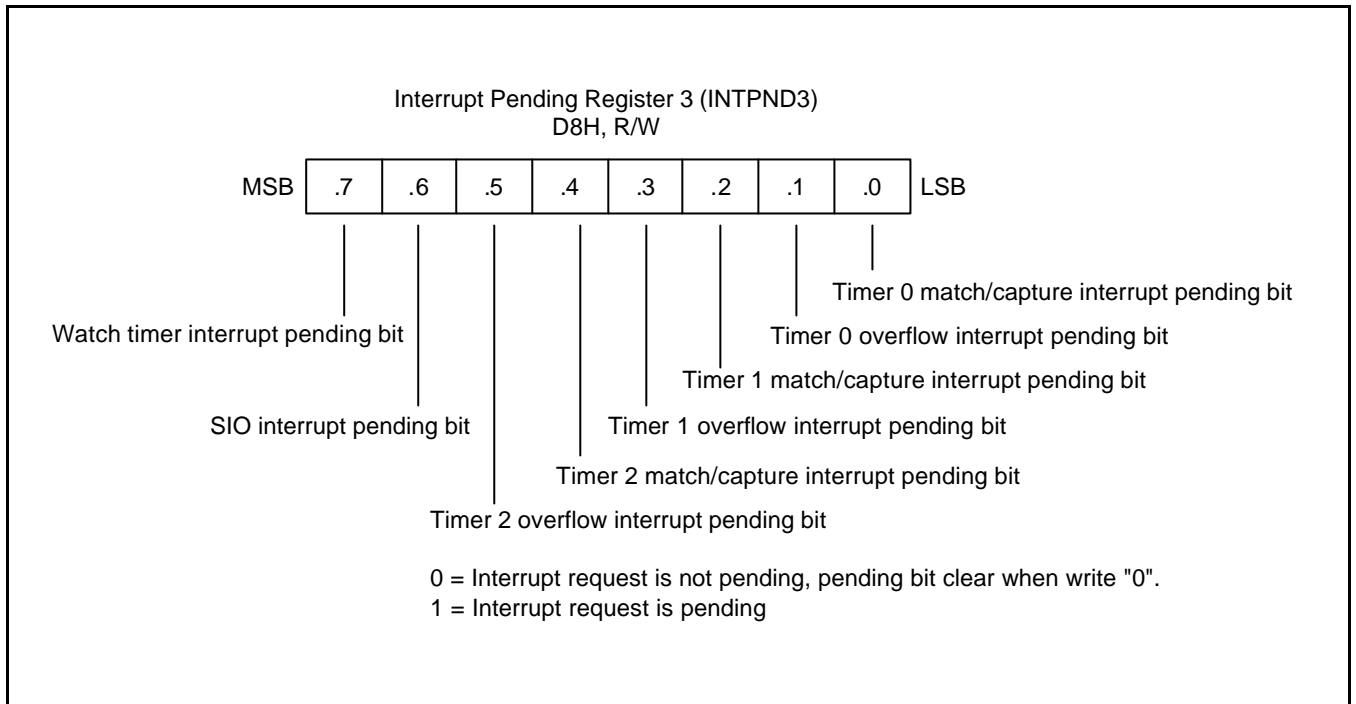 Interrupt Pending Register 3 (INTPND3)
D8H, R/W
MSB .7 .6 .5 .4 .3 .2 .1 .0 LSB
Timer 0 match/capture interrupt pending bit
Watch timer interrupt pending bit
Timer 0 overflow interrupt pending bit
Timer 1 match/capture interrupt pending bit
SIO interrupt pending bit
Timer 1 overflow interrupt pending bit
Timer 2 match/capture interrupt pending bit
Timer 2 overflow interrupt pending bit
0 = Interrupt request is not pending, pending bit clear when write "0".
1 = Interrupt request is pending